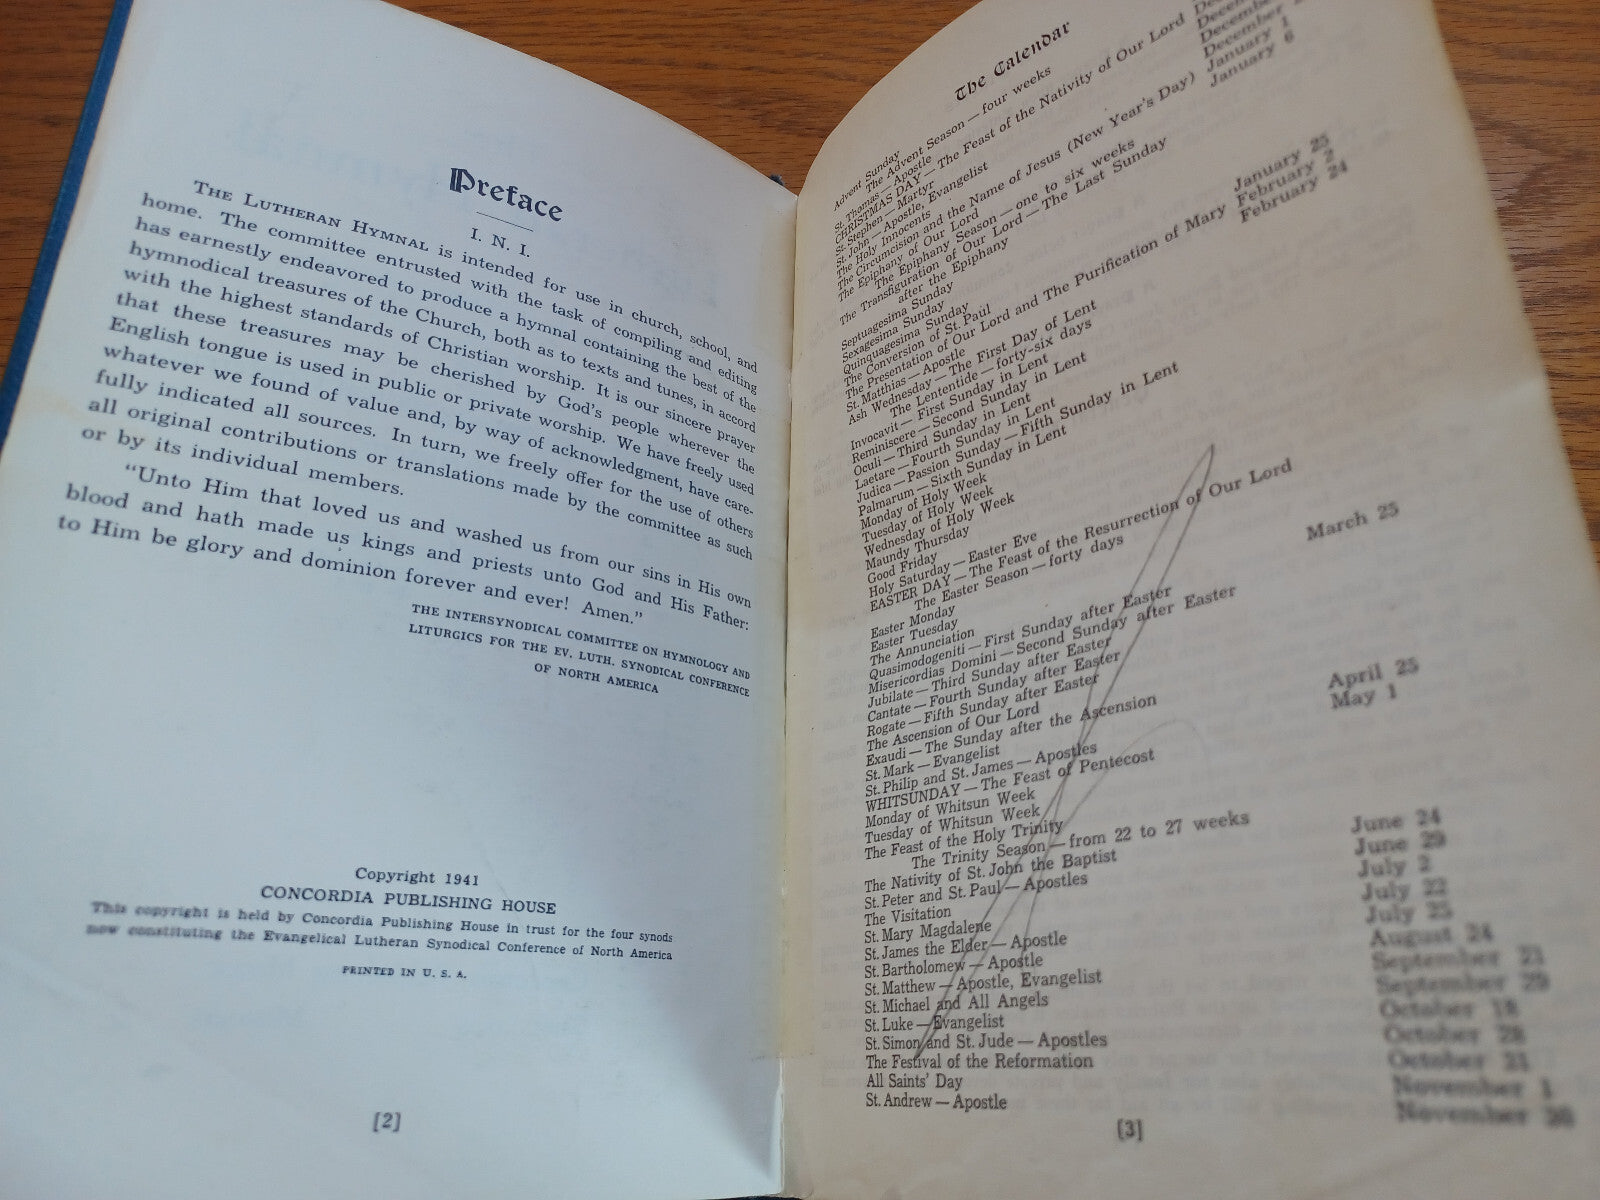 Preface
I. N. I.
THE LUTHERAN HYMNAL is intended for use in church, school, and
home. The committee entrusted with the task of compiling and editing
has earnestly endeavored to produce a hymnal containing the best of the
hymnodical treasures of the Church, both as to texts and tunes, in accord
with the highest standards of Christian worship. It is our sincere prayer
that these treasures may be cherished by God's people wherever the
English tongue is used in public or private worship. We have freely used
whatever we found of value and, by way of acknowledgment, have care-
fully indicated all sources. In turn, we freely offer for the use of others
all original contributions or translations made by the committee as such
or by its individual members.
"Unto Him that loved us and washed us from our sins in His own
blood and hath made us kings and priests unto God and His Father:
to Him be glory and dominion forever and ever! Amen."
THE INTERSYNODICAL COMMITTEE ON HYMNOLOGY AND
LITURGICS FOR THE EV. LUTH. SYNODICAL CONFERENCE
OF NORTH AMERICA
Copyright 1941
CONCORDIA PUBLISHING HOUSE
This copyright is held by Concordia Publishing House in trust for the four synods
now constituting the Evangelical Lutheran Synodical Conference of North America
PRINTED IN U. S. A.
[2]
The Calendar
Advent Sunday
The Advent Season — four weeks
St. Thomas — Apostle
CHRISTMAS DAY — The Feast of the Nativity of Our Lord
St. Stephen — Martyr December
St. John — Apostle, Evangelist December
The Holy Innocents December
The Circumcision and the Name of Jesus (New Year's Day) January 1
The Epiphany of Our Lord January 6
The Epiphany Season — one to six weeks
The Transfiguration of Our Lord — The Last Sunday
after the Epiphany
Septuagesima Sunday
Sexagesima Sunday
Quinquagesima Sunday
The Conversion of St. Paul January 25
The Presentation of Our Lord and The Purification of Mary February 2
St. Matthias — Apostle February 24
Ash Wednesday — The First Day of Lent
The Lententide — forty-six days
Invocavit — First Sunday in Lent
Reminiscere — Second Sunday in Lent
Oculi — Third Sunday in Lent
Laetare — Fourth Sunday in Lent
Judica — Passion Sunday — Fifth Sunday in Lent
Palmarum — Sixth Sunday in Lent
Monday of Holy Week
Tuesday of Holy Week
Wednesday of Holy Week
Maundy Thursday
Good Friday
Holy Saturday — Easter Eve
EASTER DAY — The Feast of the Resurrection of Our Lord
The Easter Season — forty days
Easter Monday
Easter Tuesday
The Annunciation March 25
Quasimodogeniti — First Sunday after Easter
Misericordias Domini — Second Sunday after Easter
Jubilate — Third Sunday after Easter
Cantate — Fourth Sunday after Easter
Rogate — Fifth Sunday after Easter
The Ascension of Our Lord
Exaudi — The Sunday after the Ascension
St. Mark — Evangelist April 25
St. Philip and St. James — Apostles May 1
WHITSUNDAY — The Feast of Pentecost
Monday of Whitsun Week
Tuesday of Whitsun Week
The Feast of the Holy Trinity
The Trinity Season — from 22 to 27 weeks
The Nativity of St. John the Baptist June 24
St. Peter and St. Paul — Apostles June 29
The Visitation July 2
St. Mary Magdalene July 22
St. James the Elder — Apostle July 25
St. Bartholomew — Apostle August 24
St. Matthew — Apostle, Evangelist September 21
St. Michael and All Angels September 29
St. Luke — Evangelist October 18
St. Simon and St. Jude — Apostles October 28
The Festival of the Reformation October 31
All Saints' Day November 1
St. Andrew — Apostle November 30
[3]